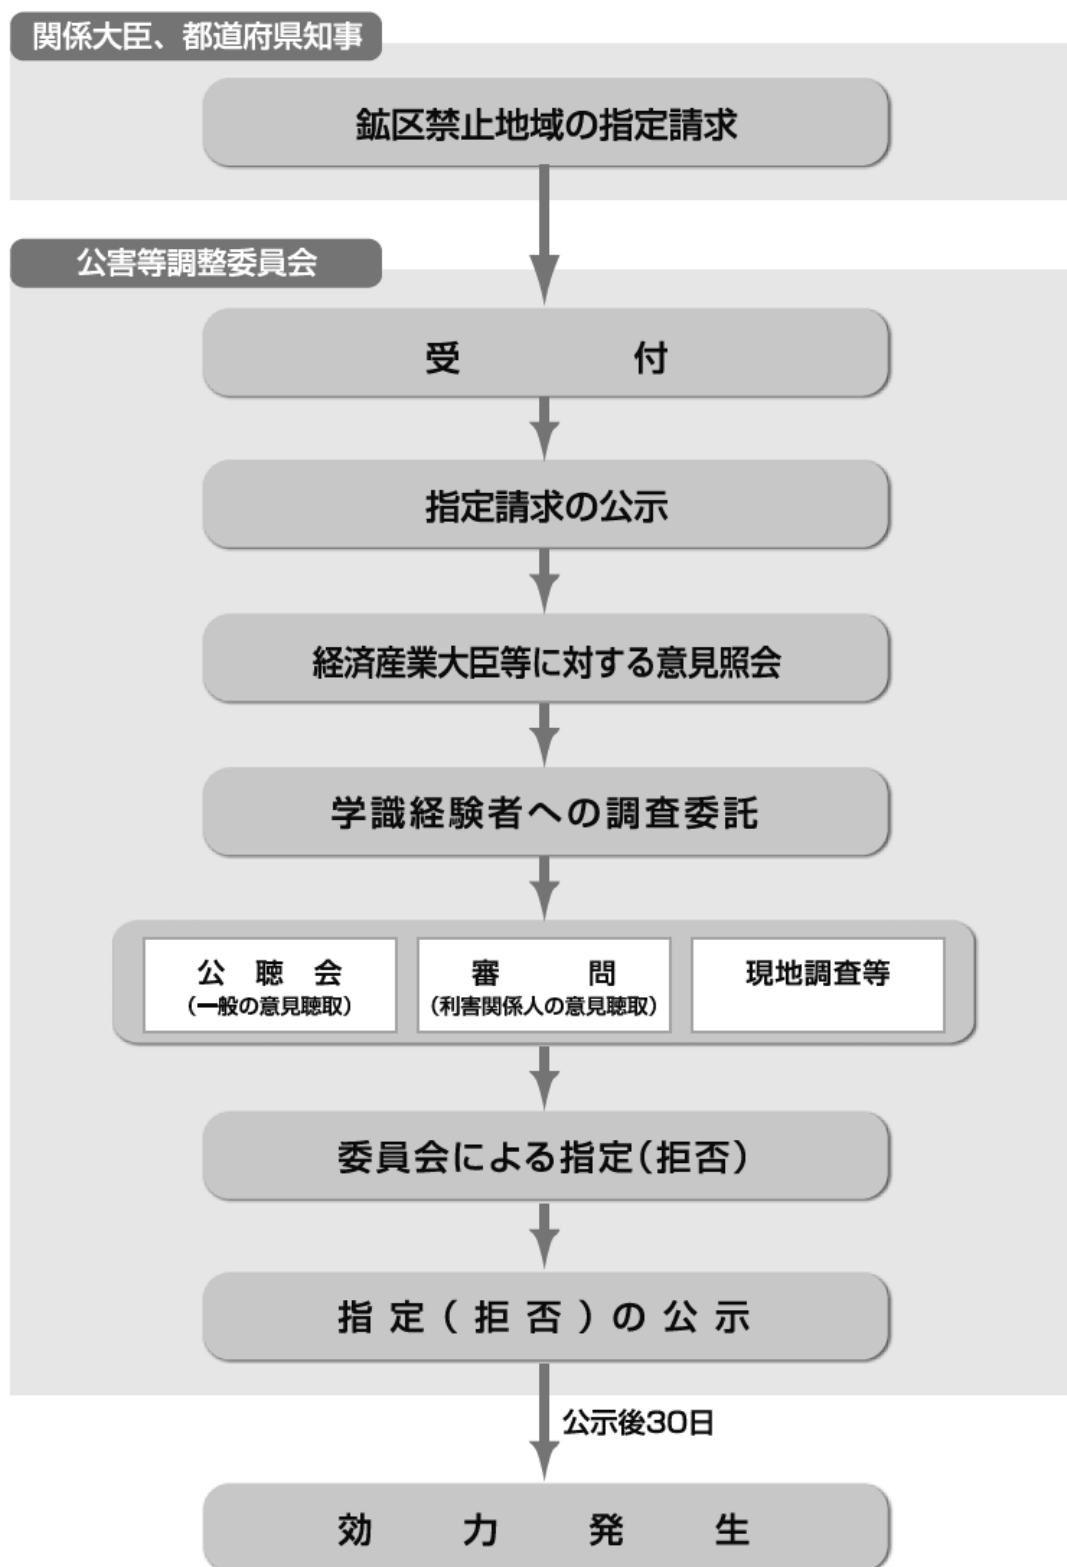 関係大臣、都道府県知事
鉱区禁止地域の指定請求
公害等調整委員会
受付
指定請求の公示
経済産業大臣等に対する意見照会
学識経験者への調査委託
公聴会
(一般の意見聴取)
審問
(利害関係人の意見聴取)
現地調査等
委員会による指定(拒否)
指定(拒否)の公示
公示後30日
効力発生